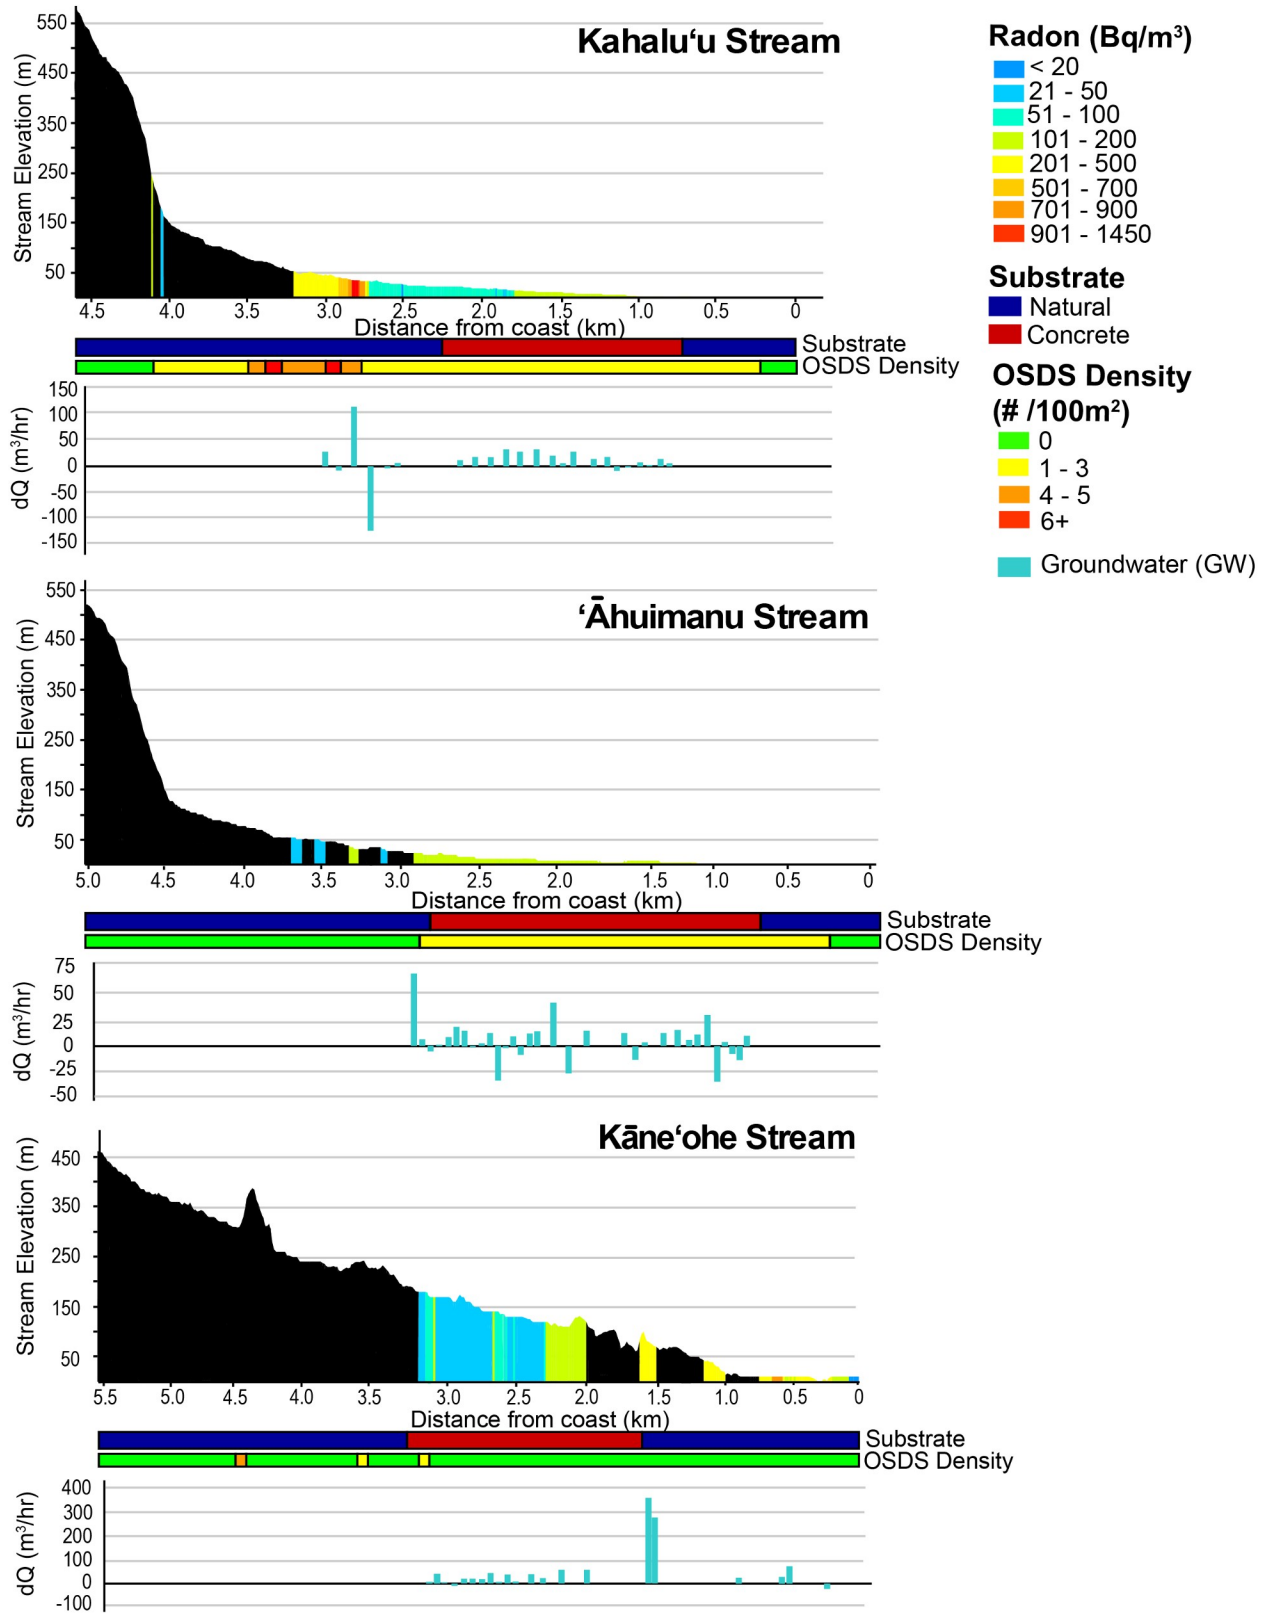 Kahalu‘u Stream
Stream Elevation (m)
550
450
350
250
150
50
4.5 4.0 3.5 3.0 2.5 2.0 1.5 1.0 0.5 0
Distance from coast (km)
Substrate
OSDS Density
dQ (m³/hr)
150
100
50
0
-50
-100
-150
‘Āhuimanu Stream
Stream Elevation (m)
550
450
350
250
150
50
5.0 4.5 4.0 3.5 3.0 2.5 2.0 1.5 1.0 0.5 0
Distance from coast (km)
Substrate
OSDS Density
dQ (m³/hr)
75
50
25
0
-25
-50
Kāne‘ohe Stream
Stream Elevation (m)
450
350
250
150
50
5.5 5.0 4.5 4.0 3.5 3.0 2.5 2.0 1.5 1.0 0.5 0
Distance from coast (km)
Substrate
OSDS Density
dQ (m³/hr)
400
300
200
100
0
-100
Radon (Bq/m³)
< 20
21 - 50
51 - 100
101 - 200
201 - 500
501 - 700
701 - 900
901 - 1450
Substrate
Natural
Concrete
OSDS Density
(# /100m²)
0
1 - 3
4 - 5
6+
Groundwater (GW)